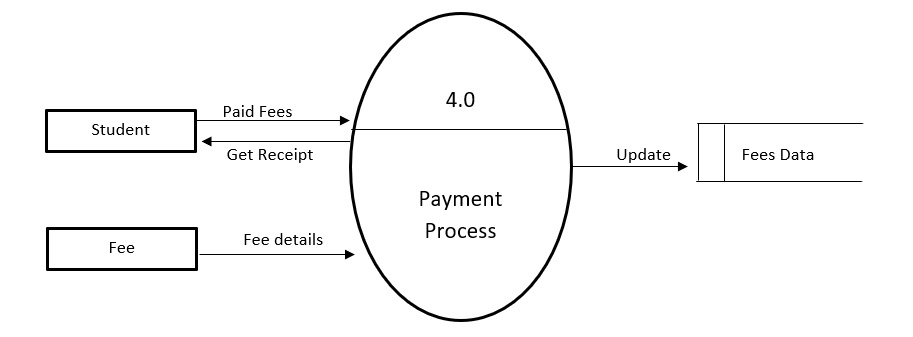 4.0
Paid Fees
Student
Get Receipt
Update
Fees Data
Payment
Process
Fee details
Fee